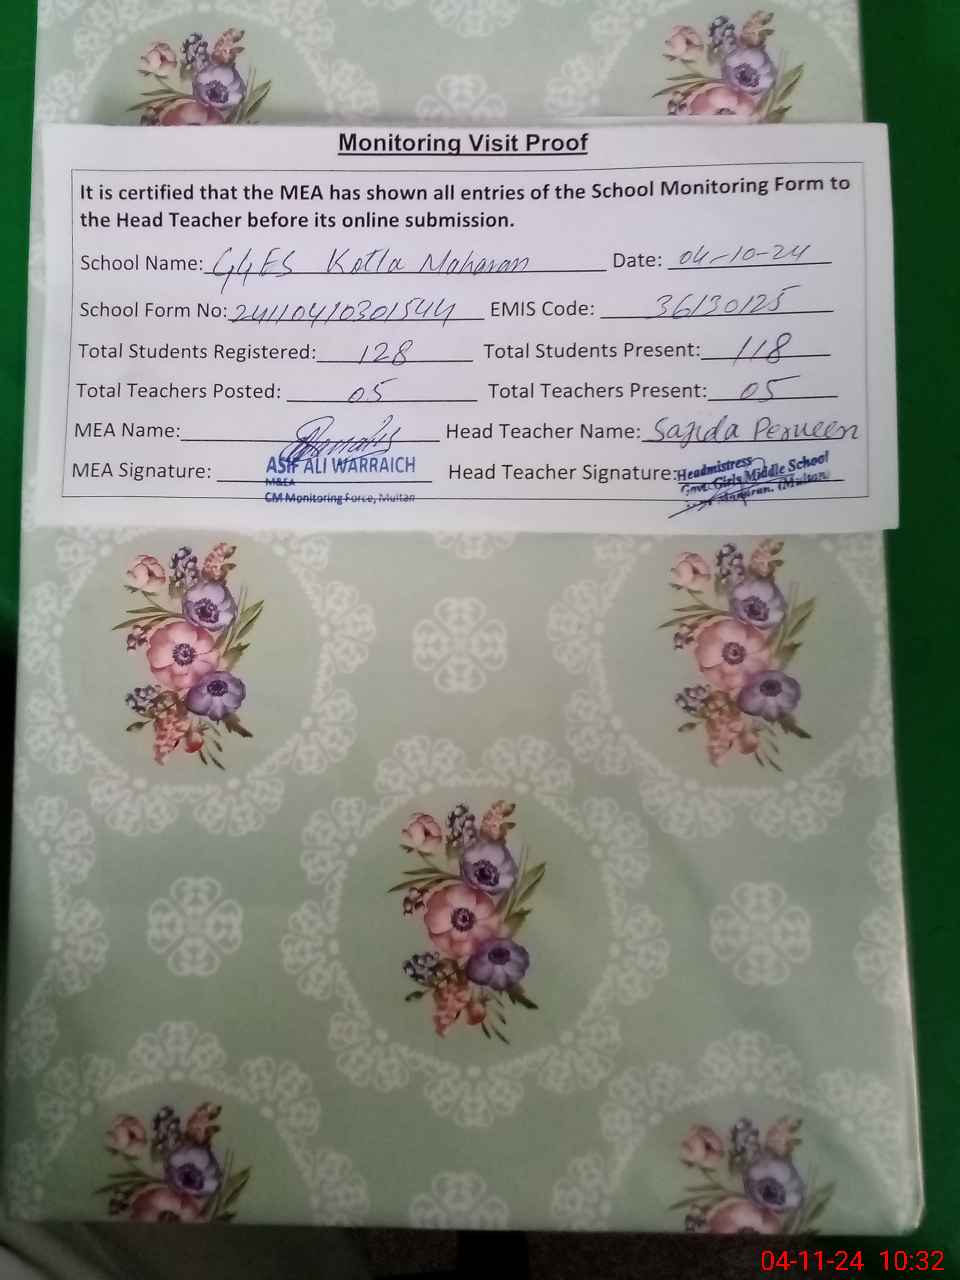 Monitoring Visit Proof
It is certified that the MEA has shown all entries of the School Monitoring Form to
the Head Teacher before its online submission.
School Name: GGES Kotla Maharan Date: 04-10-24
School Form No: 24110410301544 EMIS Code: 36130125
Total Students Registered: 128 Total Students Present: 118
Total Teachers Posted: 05 Total Teachers Present: 05
MEA Name: Head Teacher Name: Sajida Perveen
MEA Signature: ASIF ALI WARRAICH Head Teacher Signature: Headmistress
M&EA Govt. Girls Middle School
CM Monitoring Force, Multan (Multan)
04-11-24 10:32